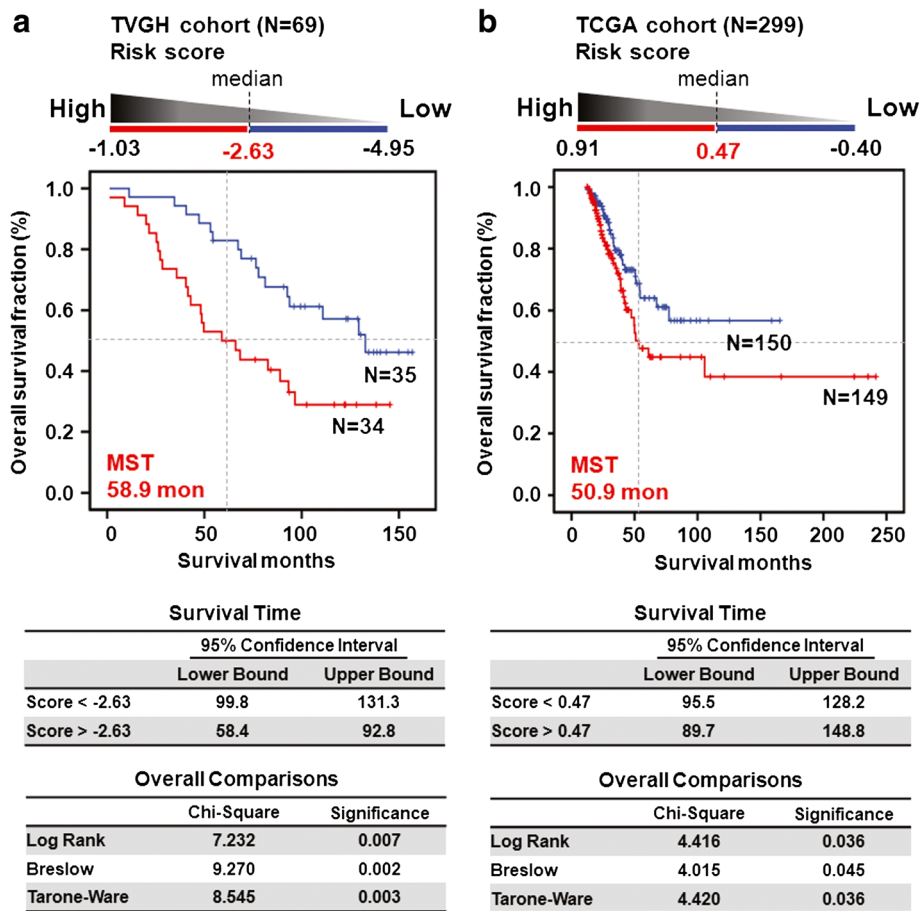 a
TVGH cohort (N=69)
Risk score
median
High
Low
-1.03
-2.63
-4.95
Overall survival fraction (%)
1.0
0.8
0.6
0.4
0.2
0.0
N=35
N=34
MST
58.9 mon
0
50
100
150
Survival months
Survival Time
95% Confidence Interval
Lower Bound Upper Bound
Score < -2.63 99.8 131.3
Score > -2.63 58.4 92.8
Overall Comparisons
Chi-Square Significance
Log Rank 7.232 0.007
Breslow 9.270 0.002
Tarone-Ware 8.545 0.003
b
TCGA cohort (N=299)
Risk score
median
High
Low
0.91
0.47
-0.40
Overall survival fraction (%)
1.0
0.8
0.6
0.4
0.2
0.0
N=150
N=149
MST
50.9 mon
0
50
100
150
200
250
Survival months
Survival Time
95% Confidence Interval
Lower Bound Upper Bound
Score < 0.47 95.5 128.2
Score > 0.47 89.7 148.8
Overall Comparisons
Chi-Square Significance
Log Rank 4.416 0.036
Breslow 4.015 0.045
Tarone-Ware 4.420 0.036